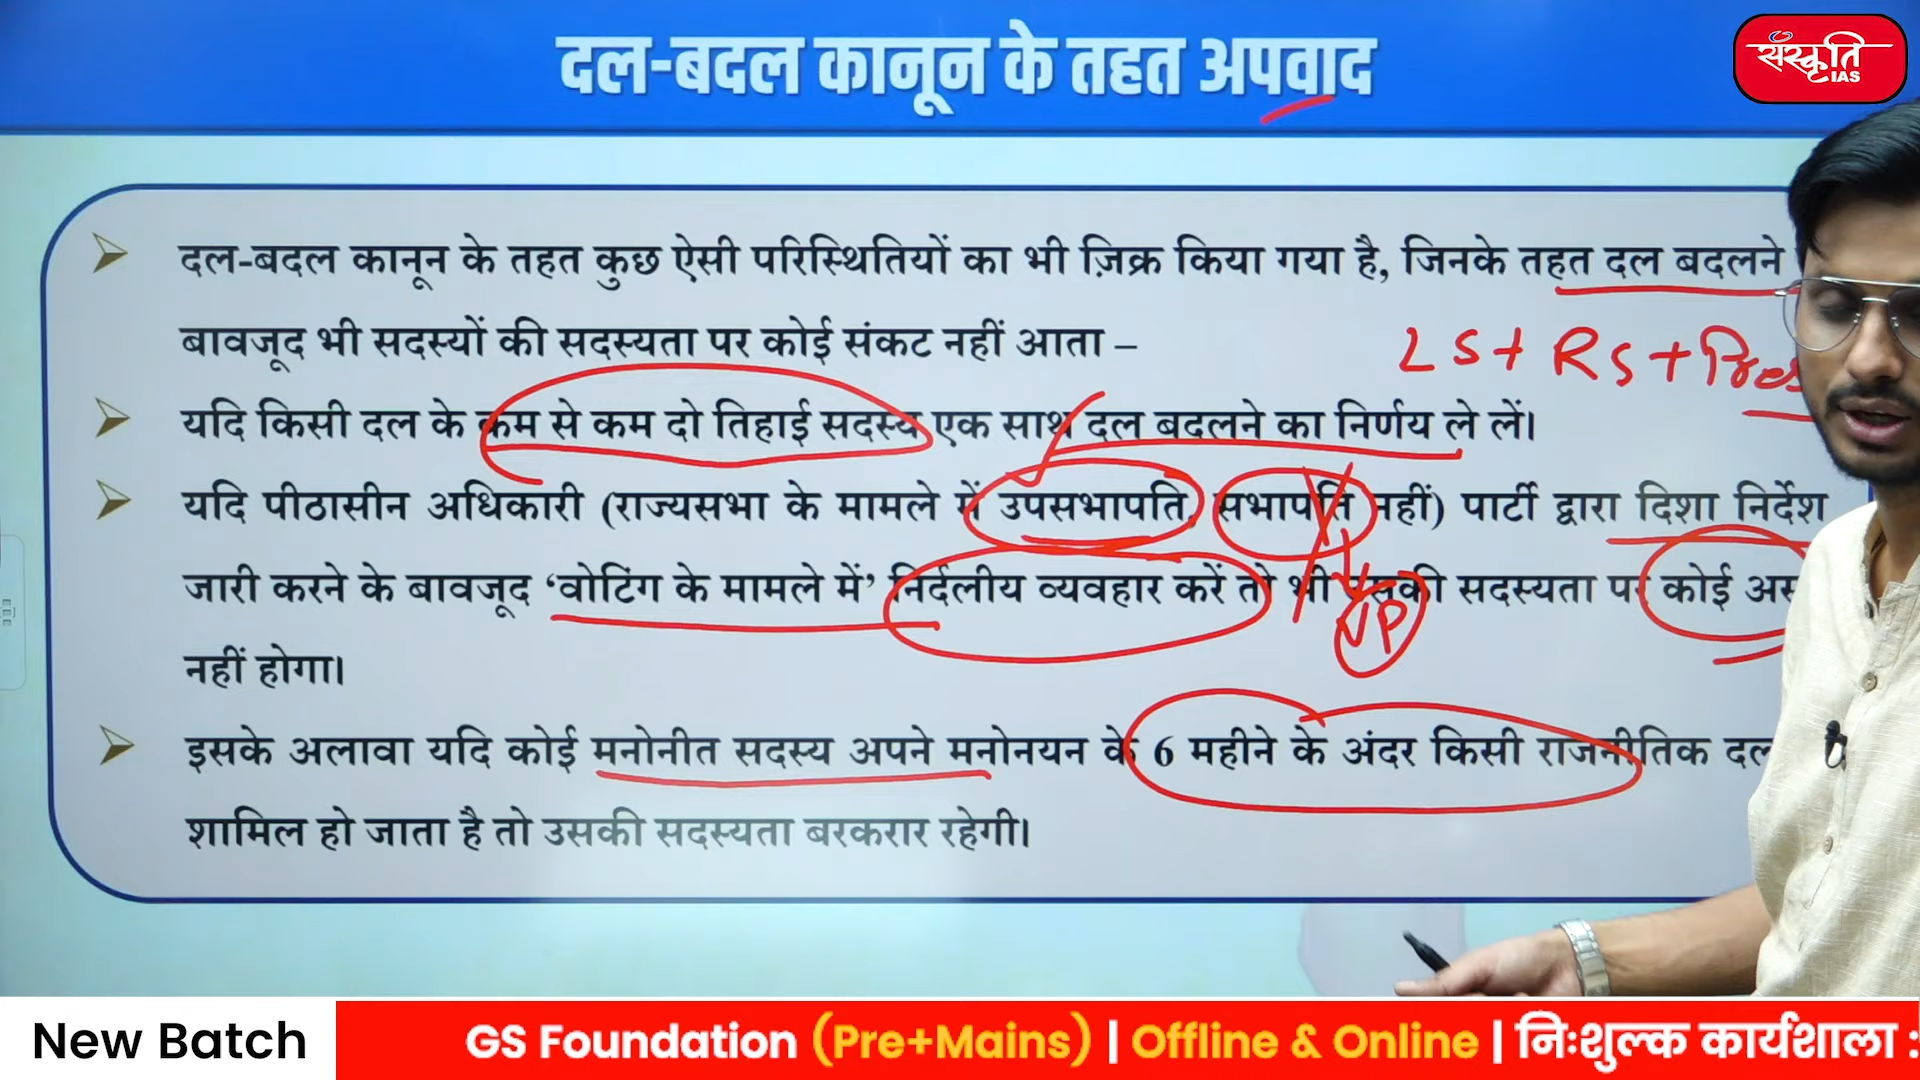 दल-बदल कानून के तहत अपवाद
संस्कृति
IAS
दल-बदल कानून के तहत कुछ ऐसी परिस्थितियों का भी ज़िक्र किया गया है, जिनके तहत दल बदलने
बावजूद भी सदस्यों की सदस्यता पर कोई संकट नहीं आता –
LS + RS + Pres
यदि किसी दल के कम से कम दो तिहाई सदस्य एक साथ दल बदलने का निर्णय ले लें।
यदि पीठासीन अधिकारी (राज्यसभा के मामले में उपसभापति, सभापति नहीं) पार्टी द्वारा दिशा निर्देश
जारी करने के बावजूद ‘वोटिंग के मामले में’ निर्दलीय व्यवहार करें तो भी उसकी सदस्यता पर कोई
VP
नहीं होगा।
इसके अलावा यदि कोई मनोनीत सदस्य अपने मनोनयन के 6 महीने के अंदर किसी राजनीतिक दल
शामिल हो जाता है तो उसकी सदस्यता बरकरार रहेगी।
New Batch GS Foundation (Pre+Mains) | Offline & Online | निःशुल्क कार्यशाला :